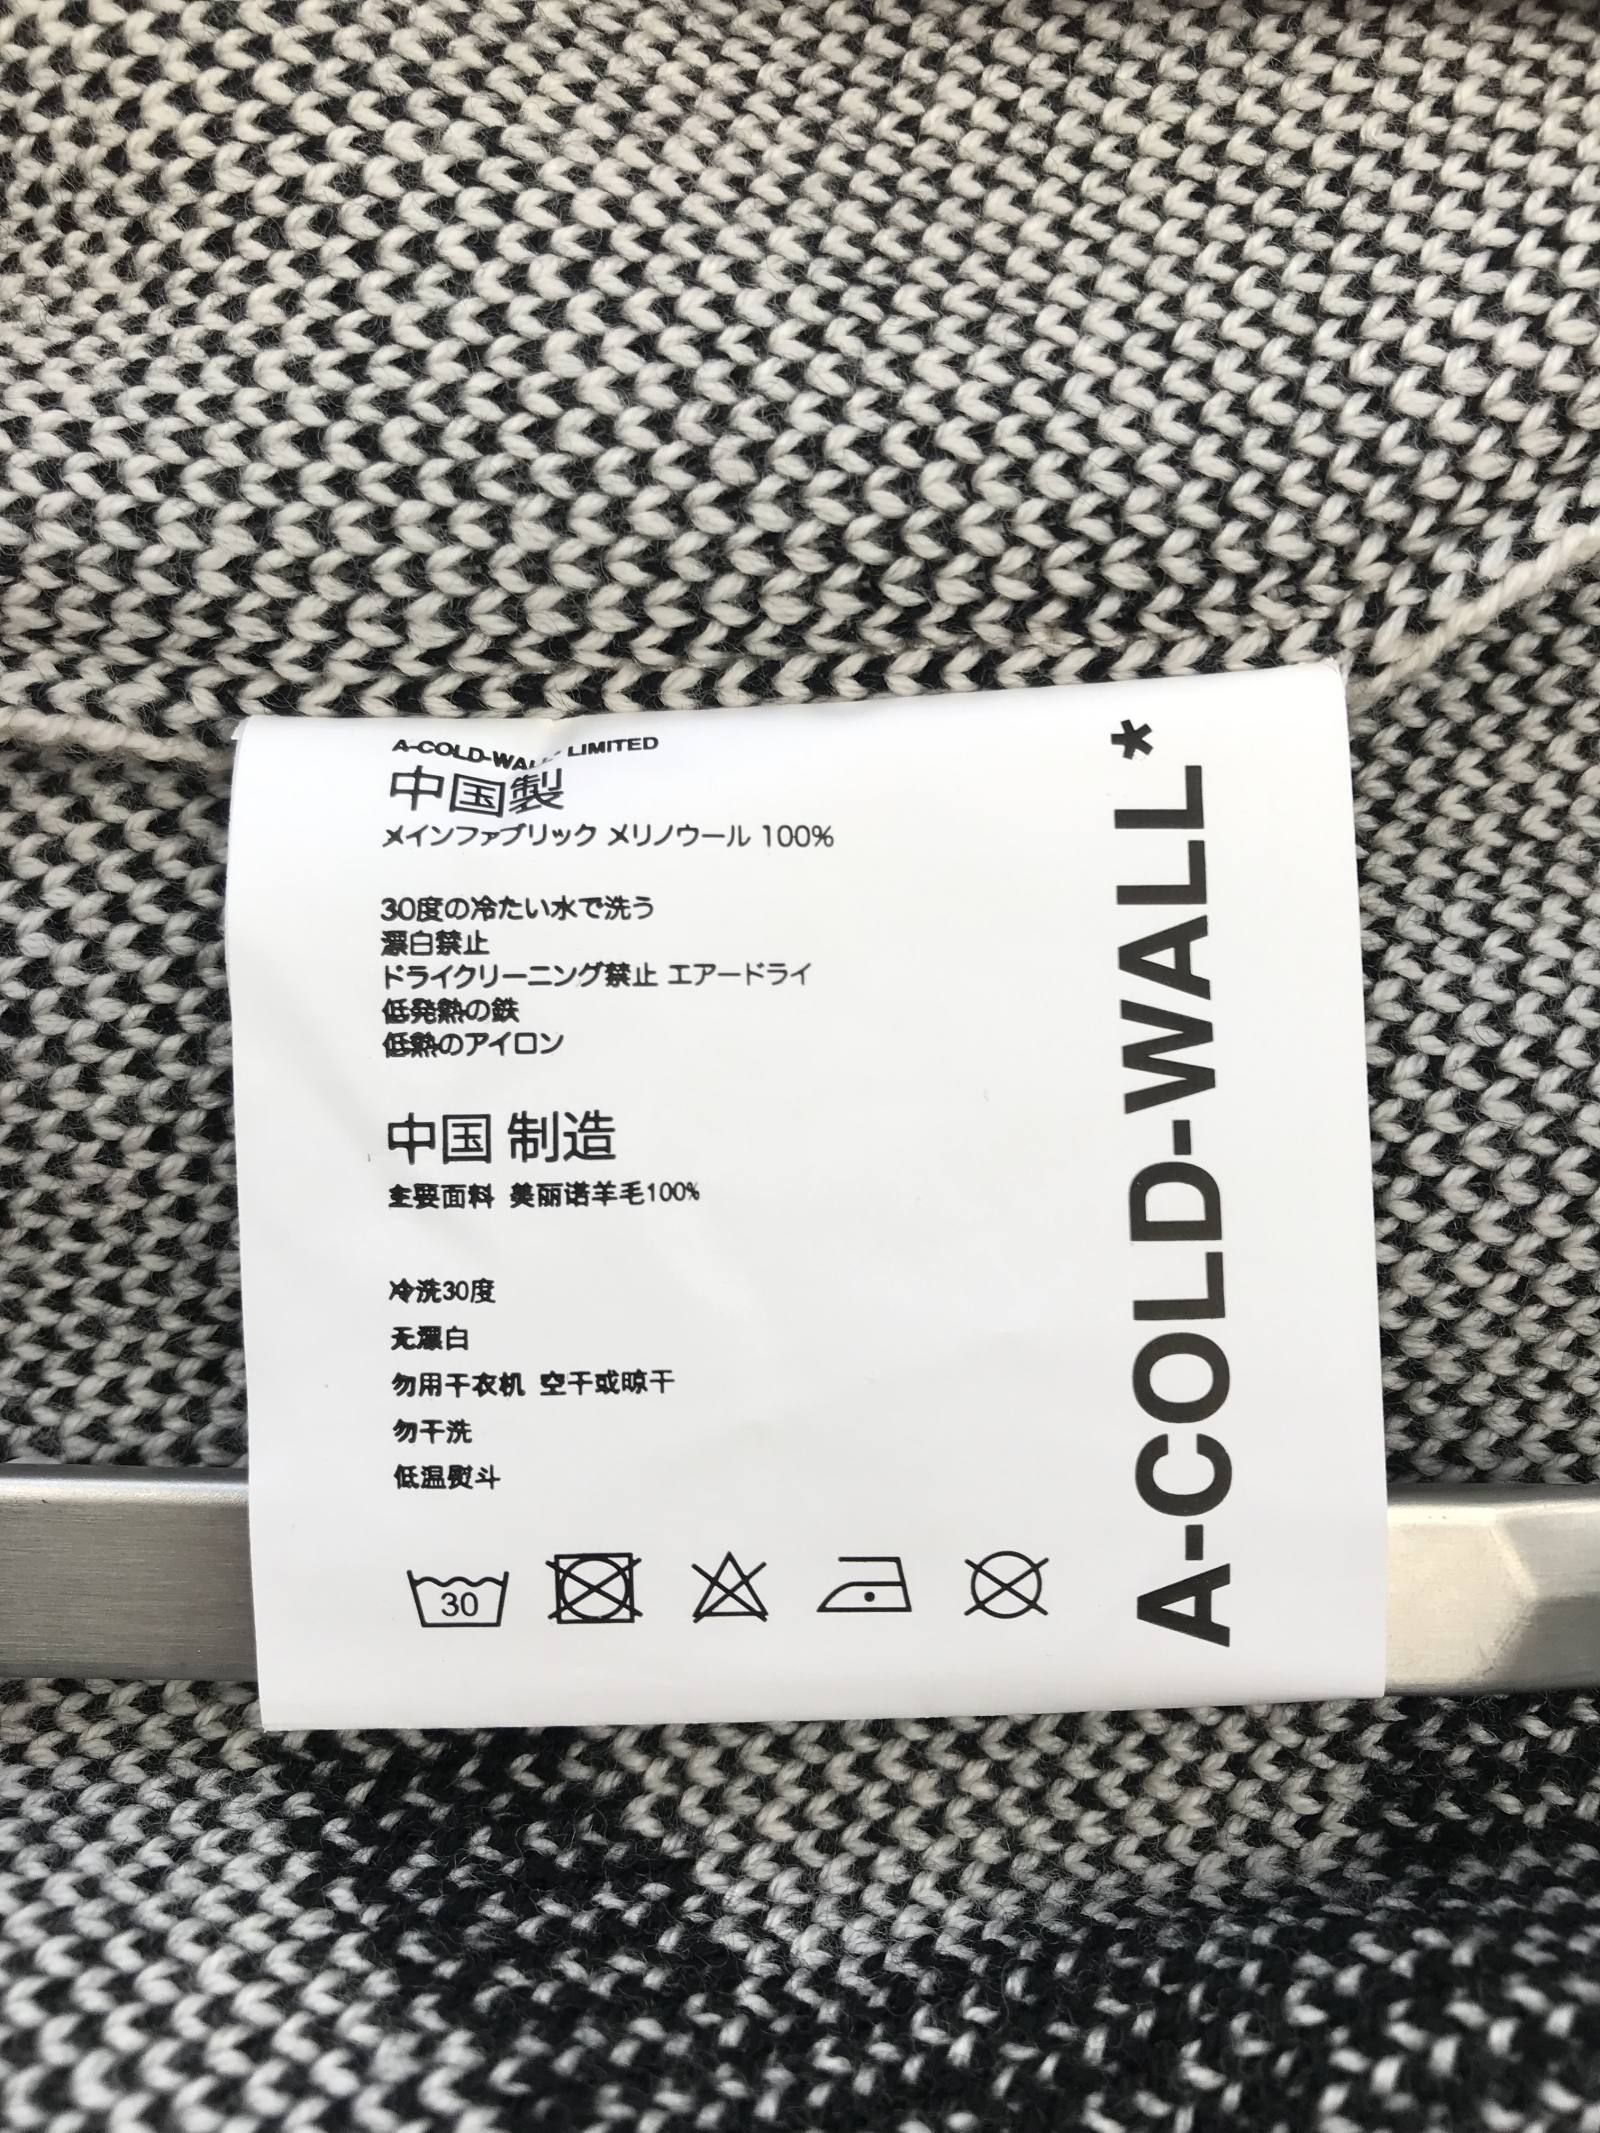 A-COLD-WALL* LIMITED
中国製
メインファブリック メリノウール 100%
30度の冷たい水で洗う
漂白禁止
ドライクリーニング禁止 エアードライ
低発熱の鉄
低熱のアイロン
中国 制造
主要面料 美丽诺羊毛100%
冷洗30度
无漂白
勿用干衣机 空干或晾干
勿干洗
低温熨斗
30
A-COLD-WALL*